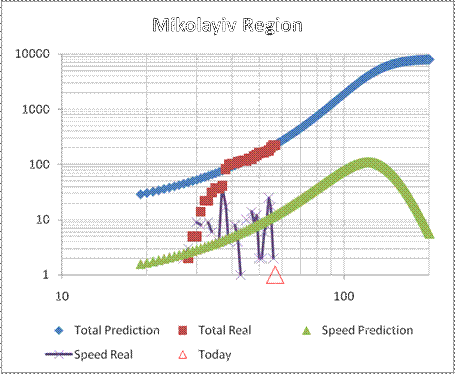 Mikolayiv Region
10000
1000
100
10
1
10 100
Total Prediction Total Real Speed Prediction
Speed Real Today